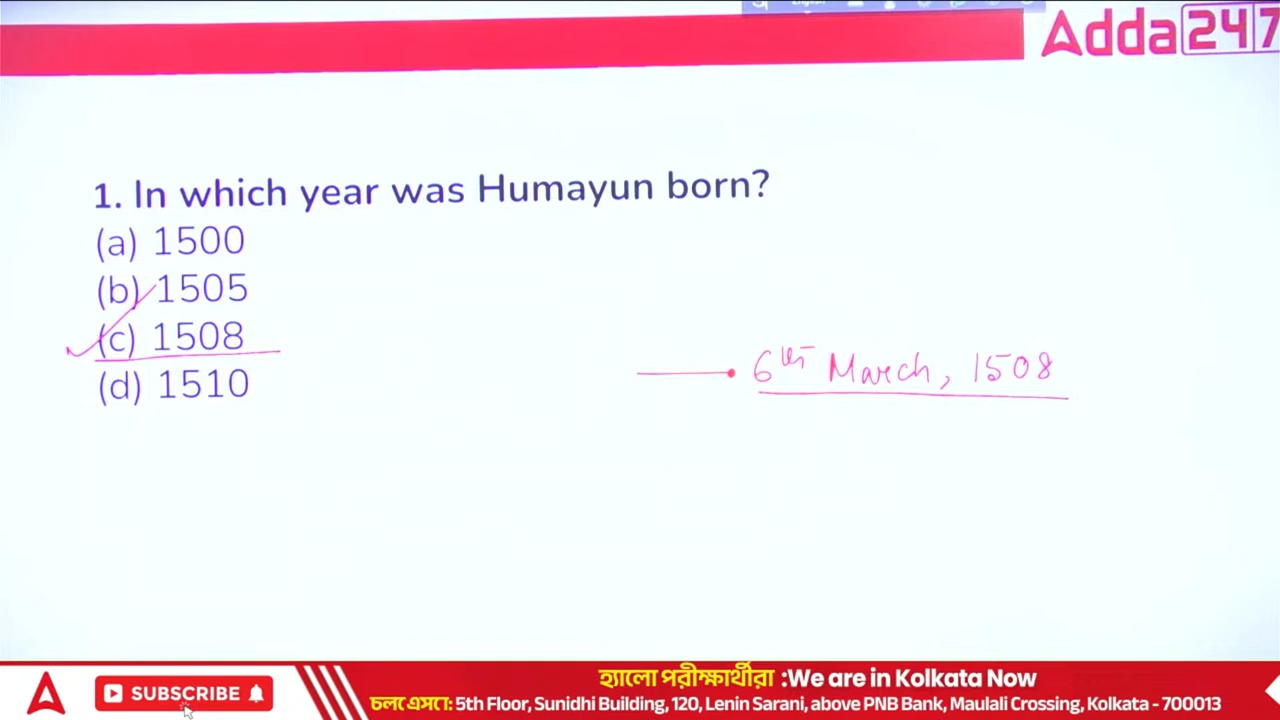 Adda247
1. In which year was Humayun born?
(a) 1500
(b) 1505
(c) 1508
(d) 1510
6th March, 1508
SUBSCRIBE
হ্যালো পরীক্ষার্থীরা :We are in Kolkata Now
চলে এসো: 5th Floor, Sunidhi Building, 120, Lenin Sarani, above PNB Bank, Maulali Crossing, Kolkata - 700013